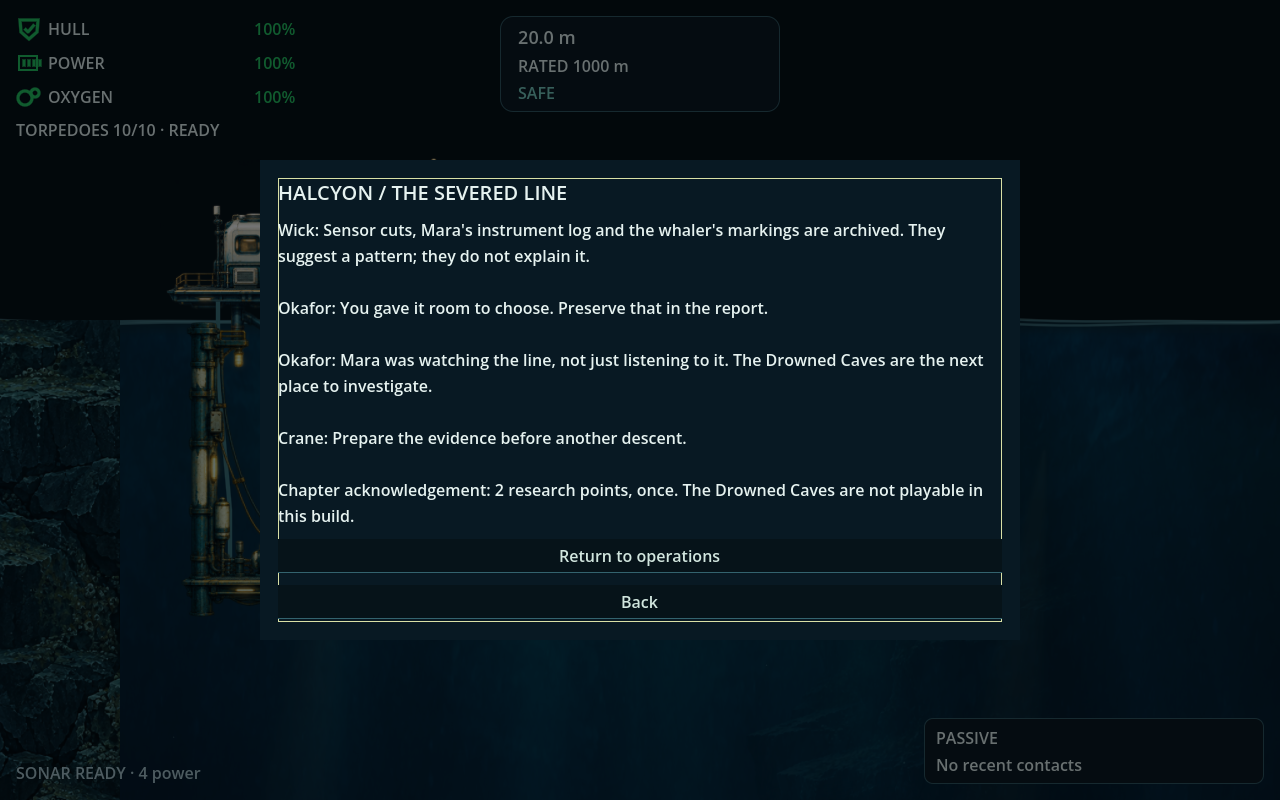 HULL 100%
POWER 100%
OXYGEN 100%
TORPEDOES 10/10 · READY
20.0 m
RATED 1000 m
SAFE
HALCYON / THE SEVERED LINE
Wick: Sensor cuts, Mara's instrument log and the whaler's markings are archived. They
suggest a pattern; they do not explain it.
Okafor: You gave it room to choose. Preserve that in the report.
Okafor: Mara was watching the line, not just listening to it. The Drowned Caves are the next
place to investigate.
Crane: Prepare the evidence before another descent.
Chapter acknowledgement: 2 research points, once. The Drowned Caves are not playable in
this build.
Return to operations
Back
PASSIVE
No recent contacts
SONAR READY · 4 power